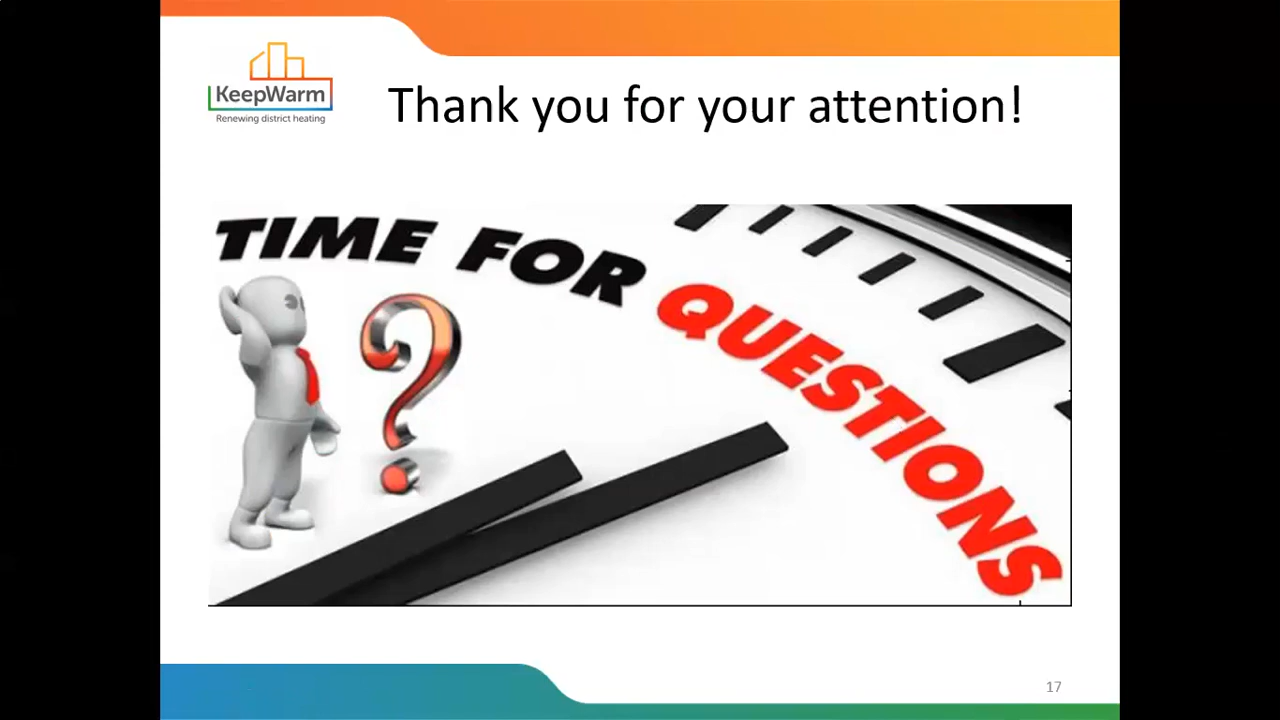 KeepWarm
Renewing district heating
Thank you for your attention!
TIME FOR QUESTIONS
?
17